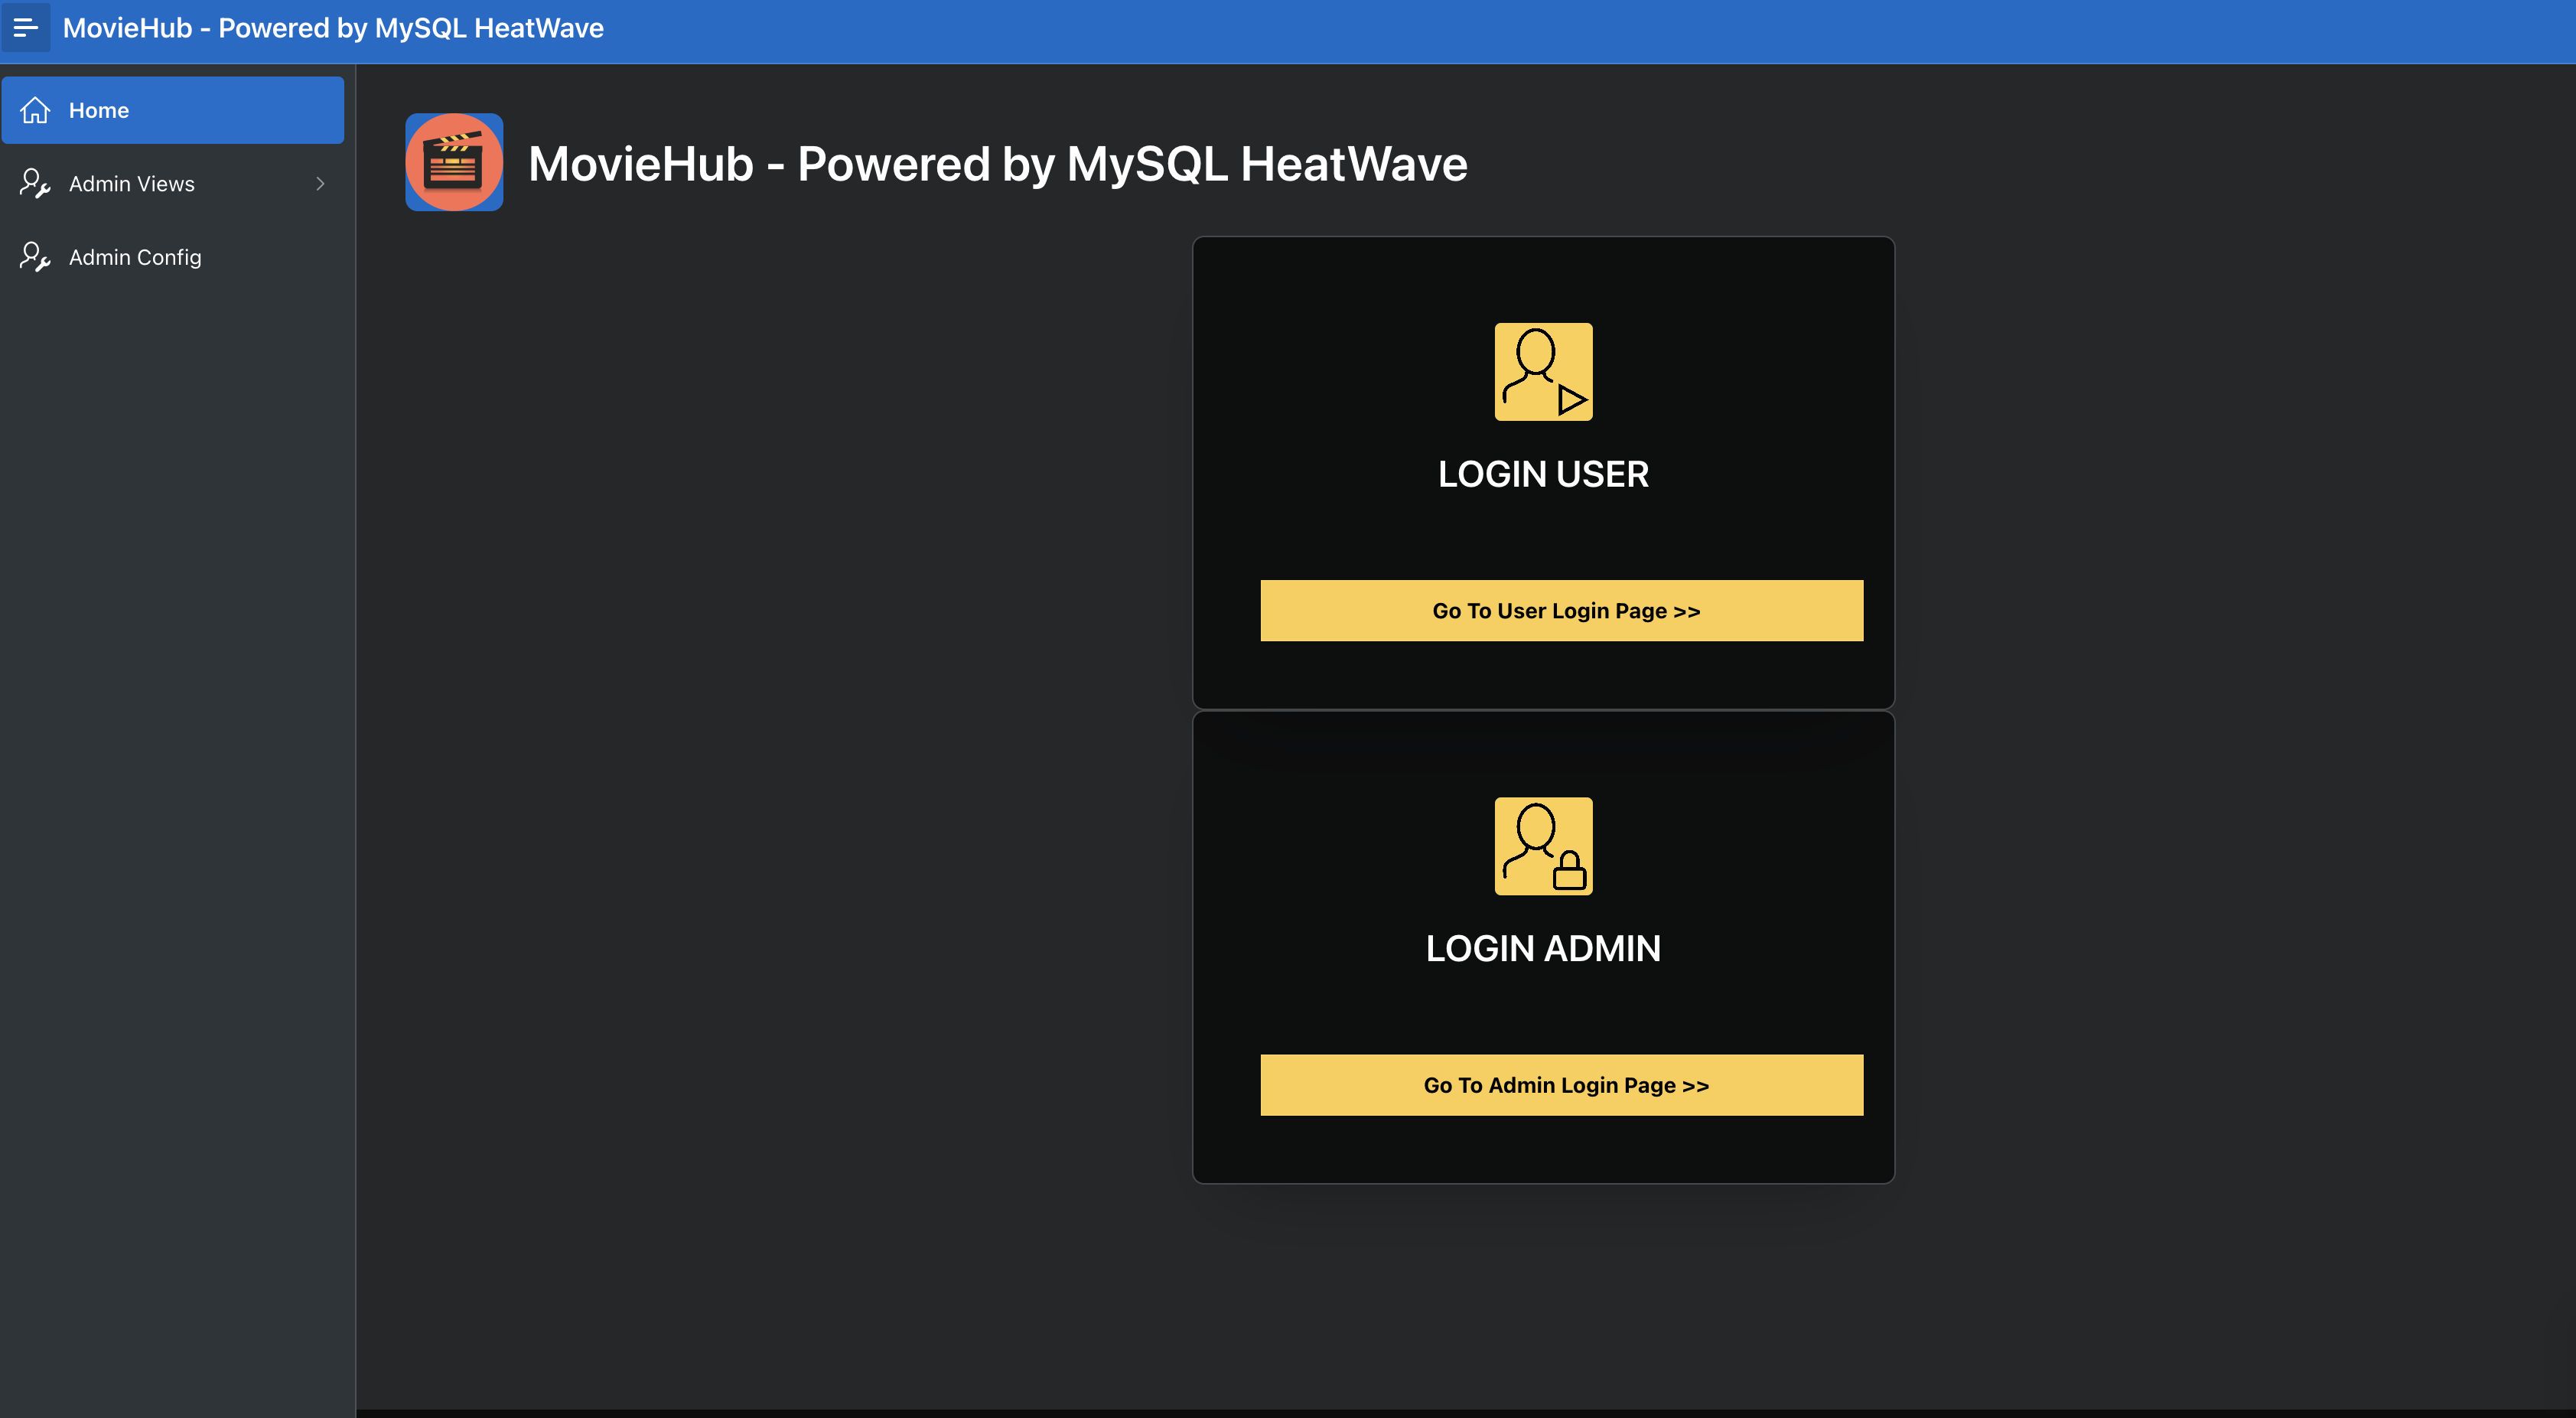 MovieHub - Powered by MySQL HeatWave
Home
Admin Views
Admin Config
MovieHub - Powered by MySQL HeatWave
LOGIN USER
Go To User Login Page >>
LOGIN ADMIN
Go To Admin Login Page >>